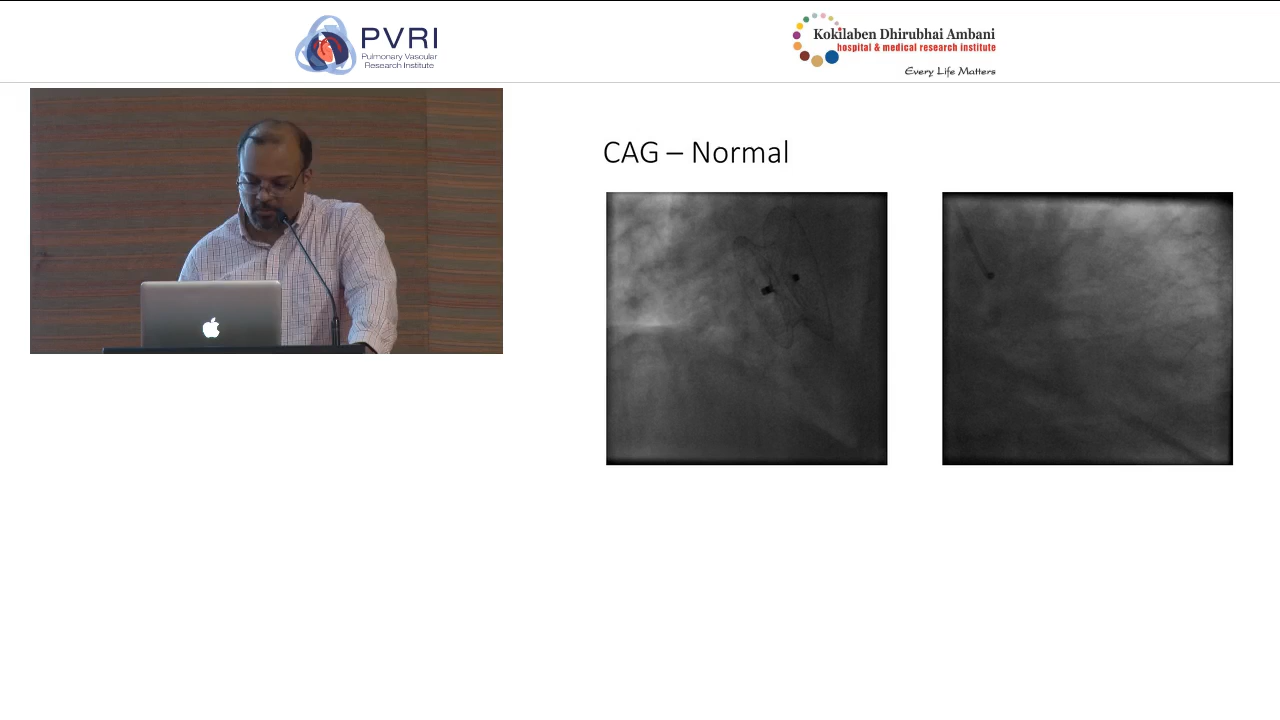 PVRI
Pulmonary Vascular
Research Institute
Kokilaben Dhirubhai Ambani
hospital & medical research institute
Every Life Matters
CAG – Normal